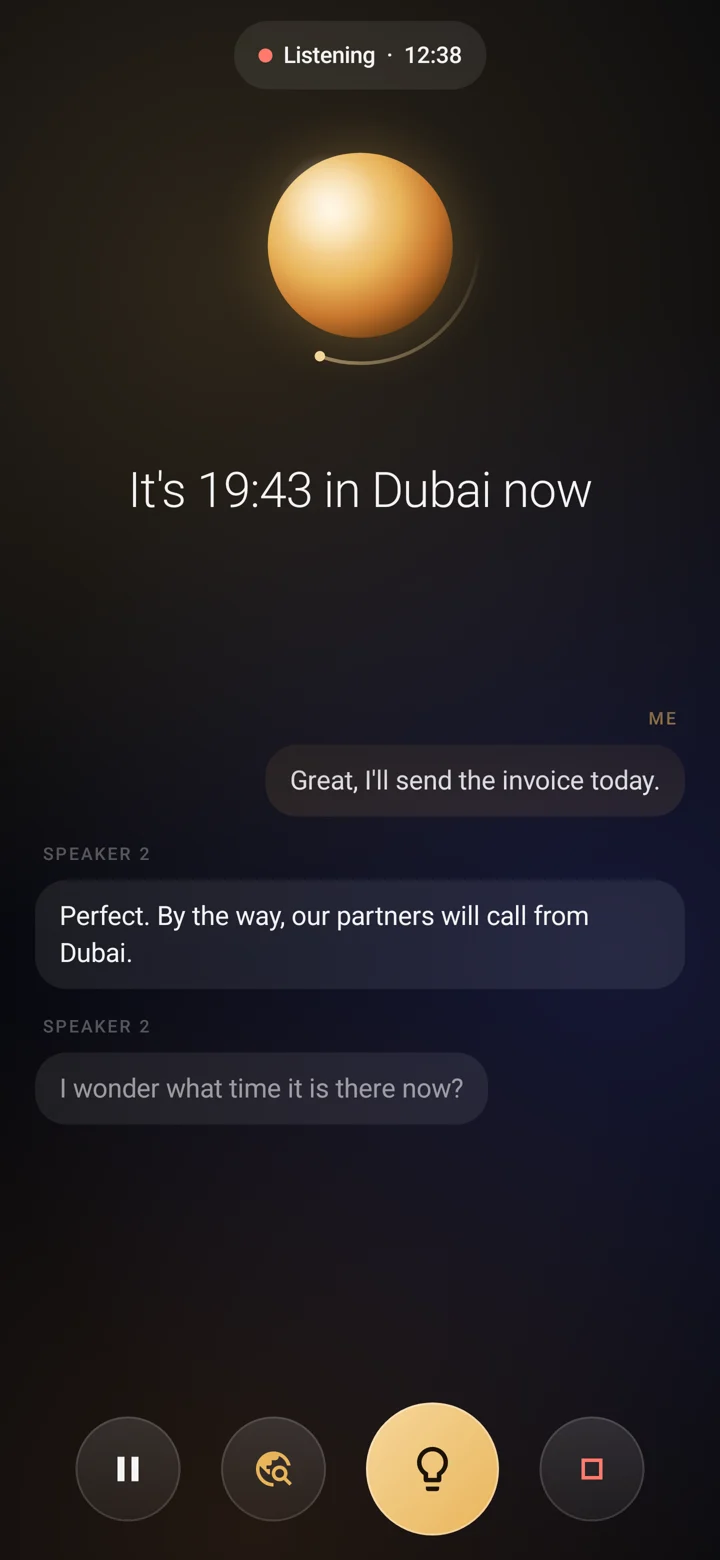 Listening · 12:38
It's 19:43 in Dubai now
ME
Great, I'll send the invoice today.
SPEAKER 2
Perfect. By the way, our partners will call from
Dubai.
SPEAKER 2
I wonder what time it is there now?